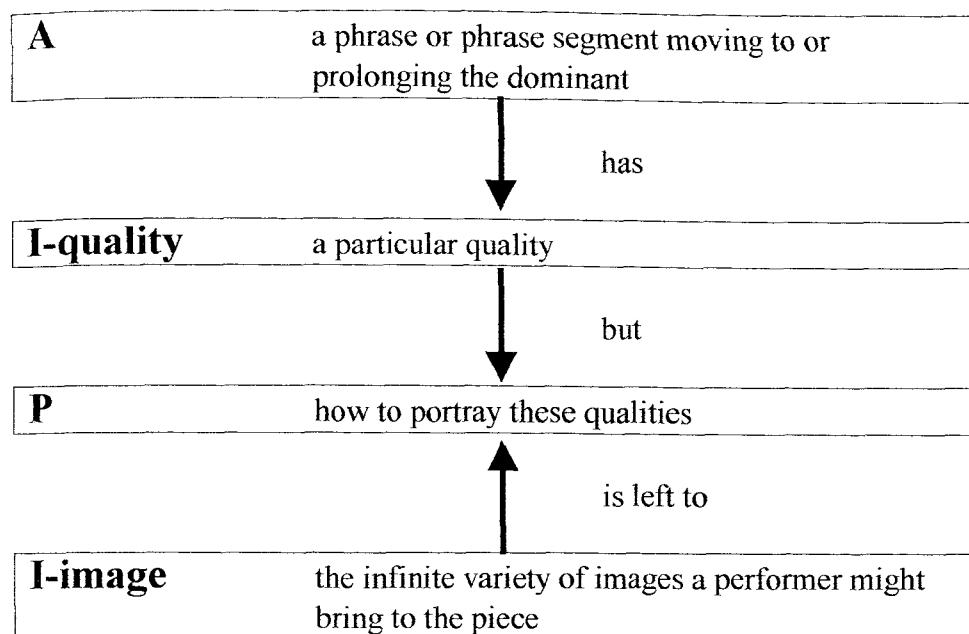 A a phrase or phrase segment moving to or
prolonging the dominant
has
I-quality a particular quality
but
P how to portray these qualities
is left to
I-image the infinite variety of images a performer might
bring to the piece